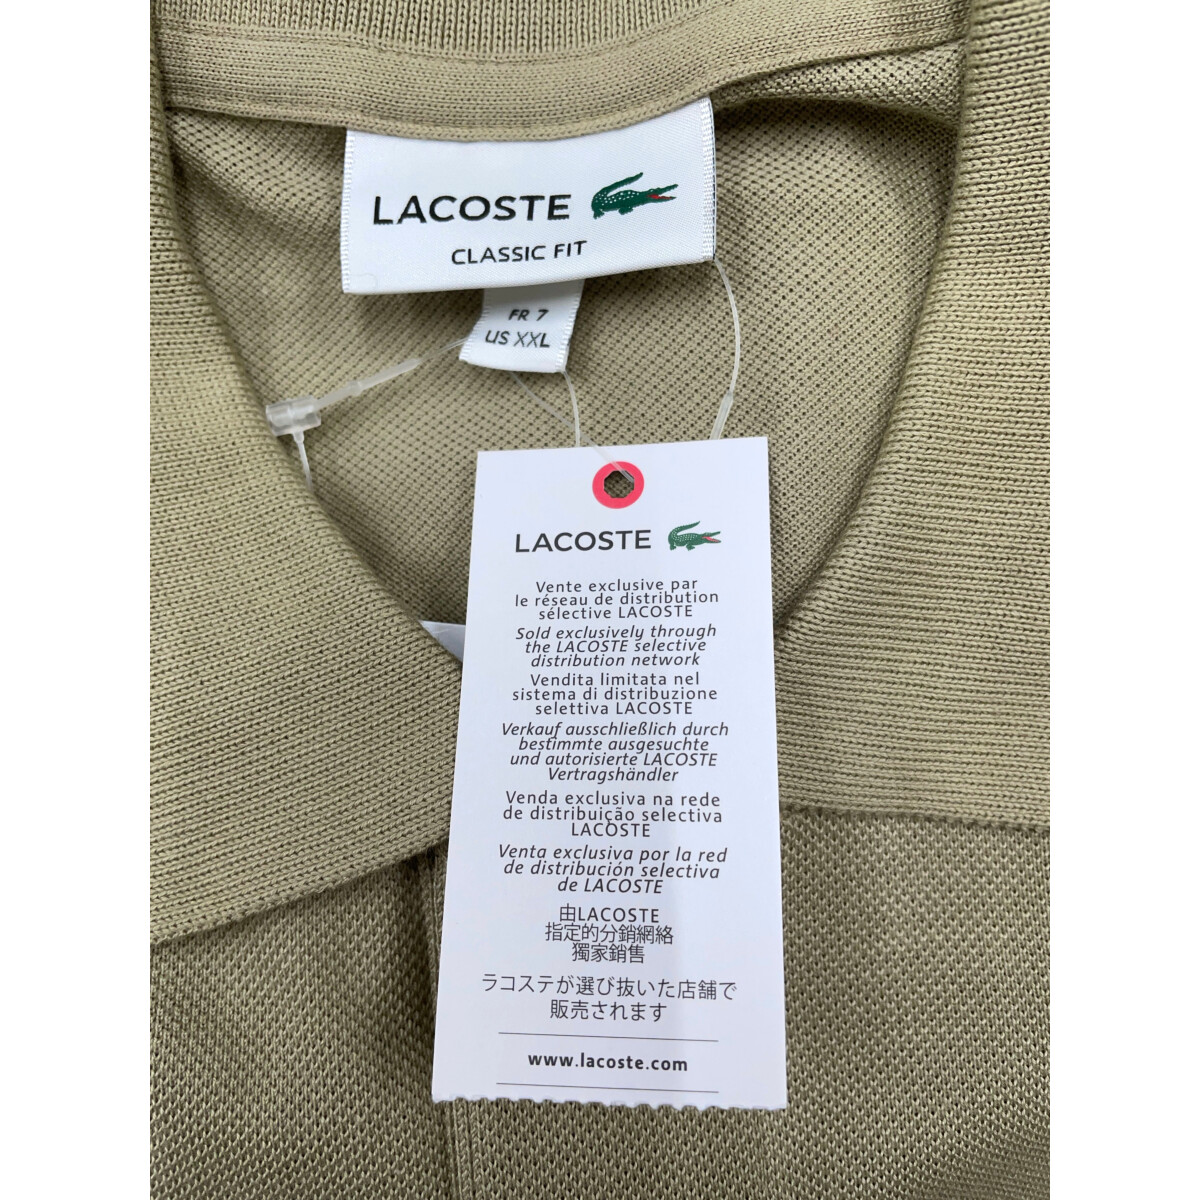 LACOSTE
CLASSIC FIT
FR 7
US XXL
LACOSTE
Vente exclusive par
le réseau de distribution
sélective LACOSTE
Sold exclusively through
the LACOSTE selective
distribution network
Vendita limitata nel
sistema di distribuzione
selettiva LACOSTE
Verkauf ausschließlich durch
bestimmte ausgesuchte
und autorisierte LACOSTE
Vertragshändler
Venda exclusiva na rede
de distribuição selectiva
LACOSTE
Venta exclusiva por la red
de distribución selectiva
de LACOSTE
由LACOSTE
指定的分銷網絡
獨家銷售
ラコステが選び抜いた店舗で
販売されます
www.lacoste.com